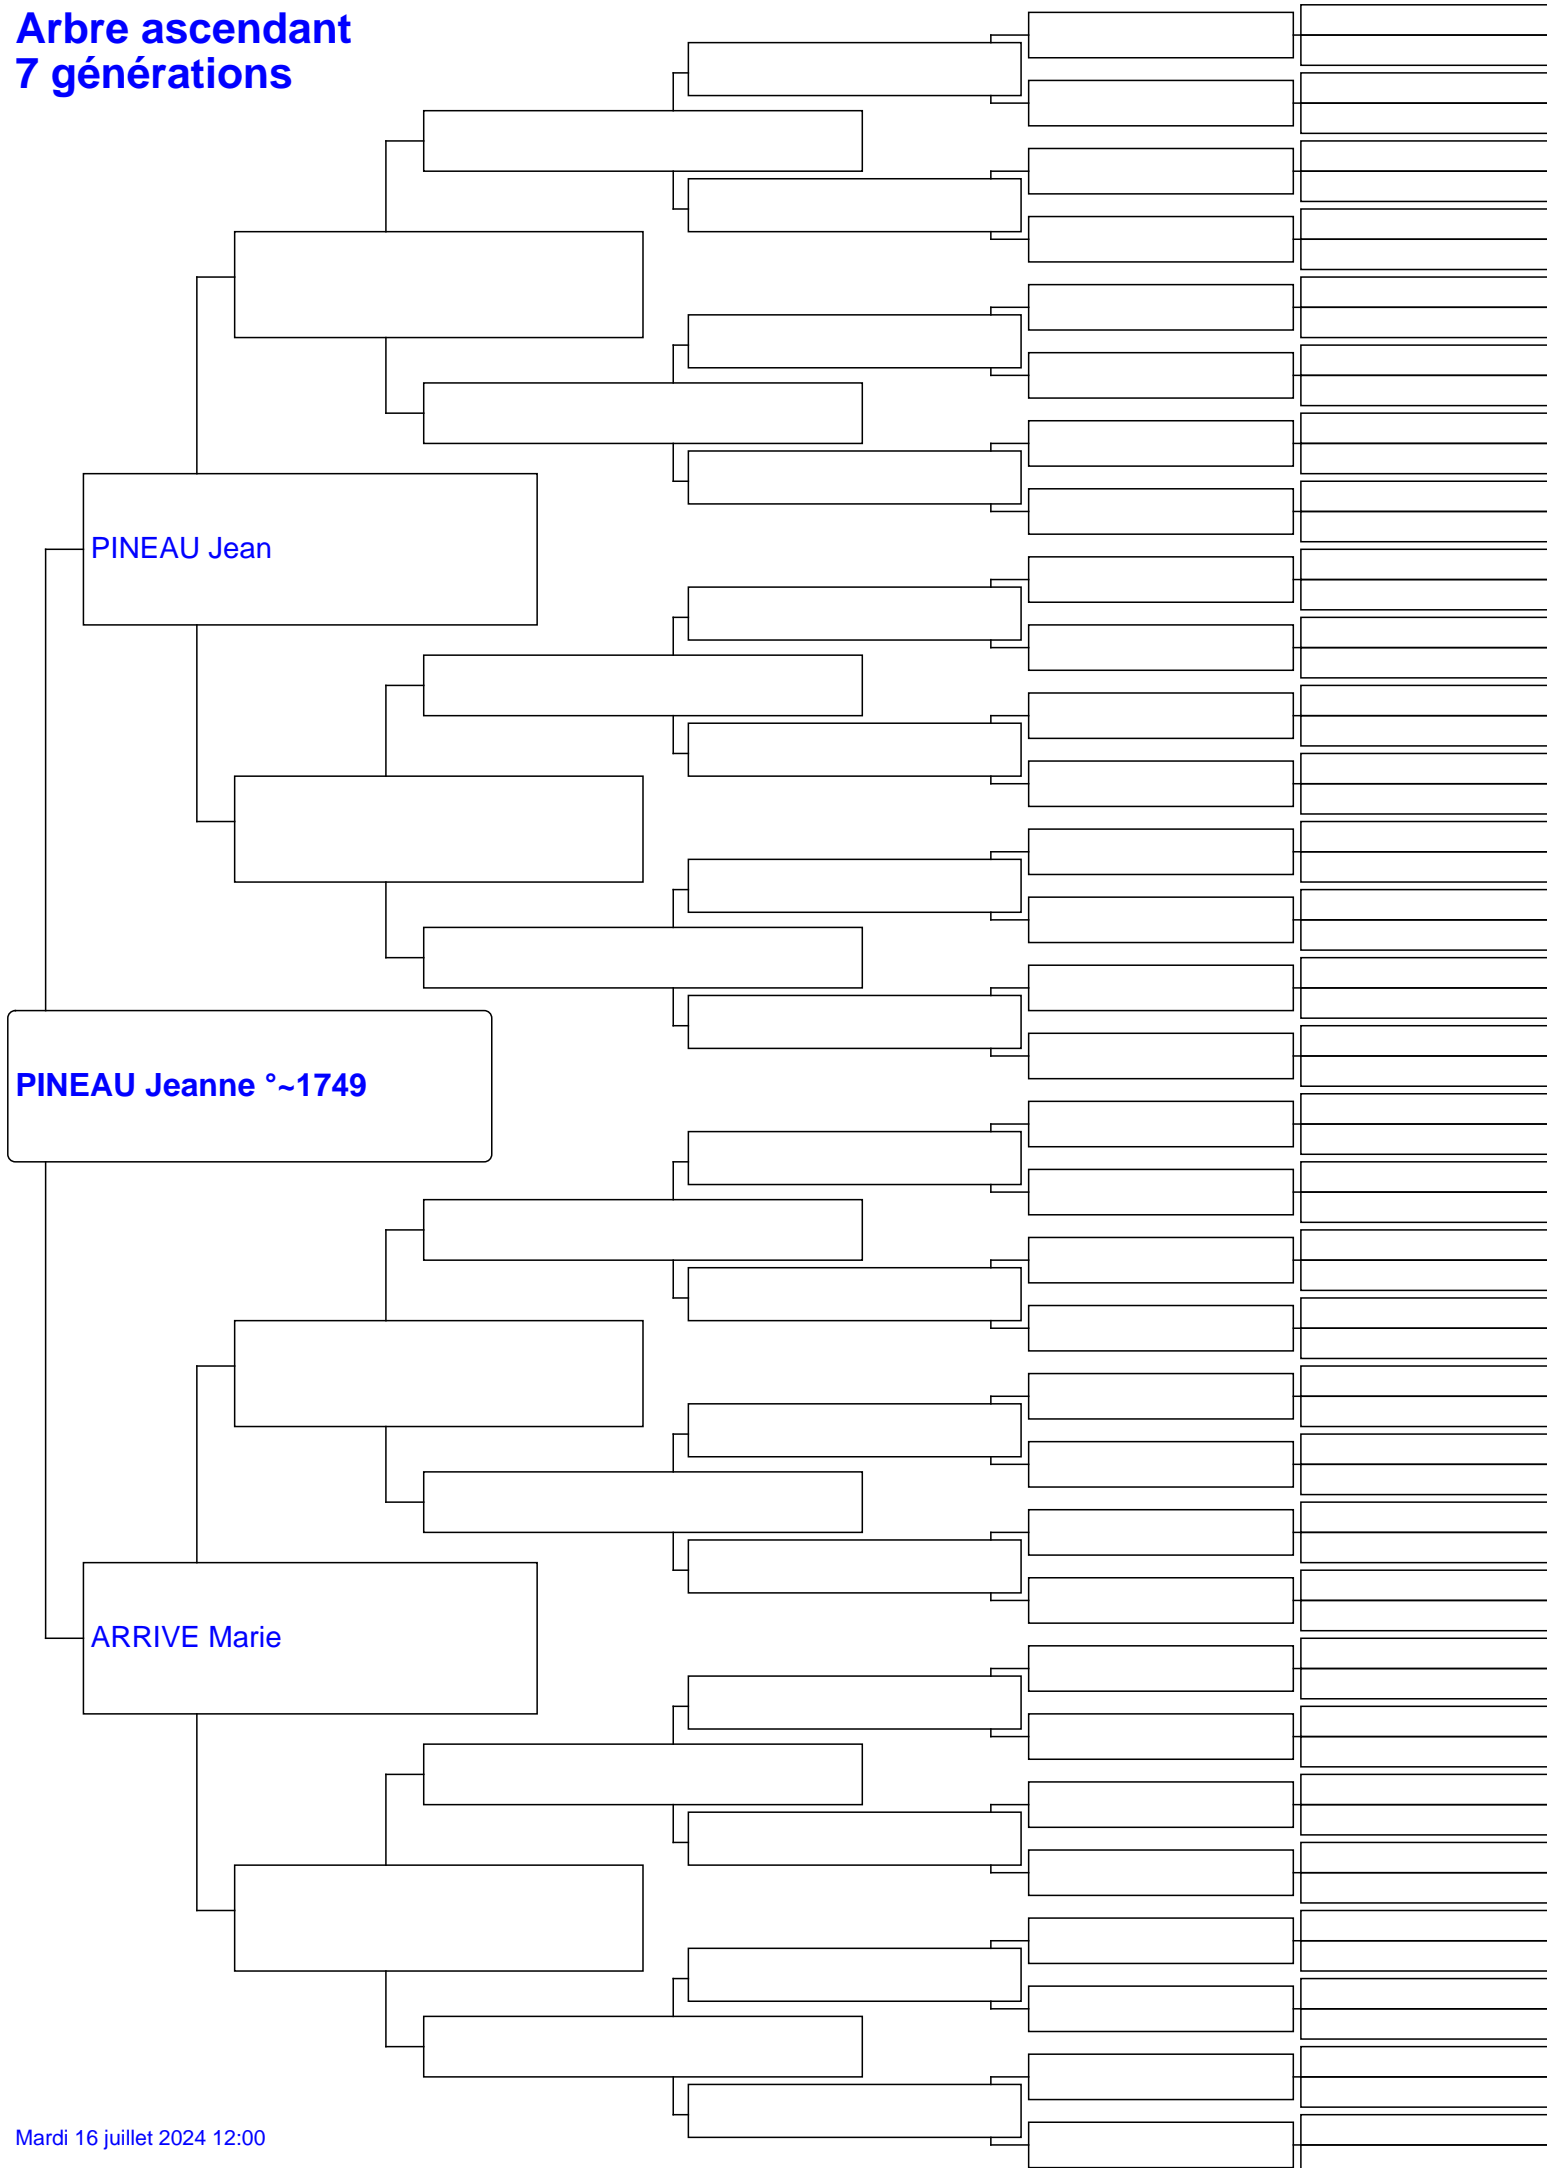 Arbre ascendant
7 générations
PINEAU Jean
PINEAU Jeanne °~1749
ARRIVE Marie
Mardi 16 juillet 2024 12:00